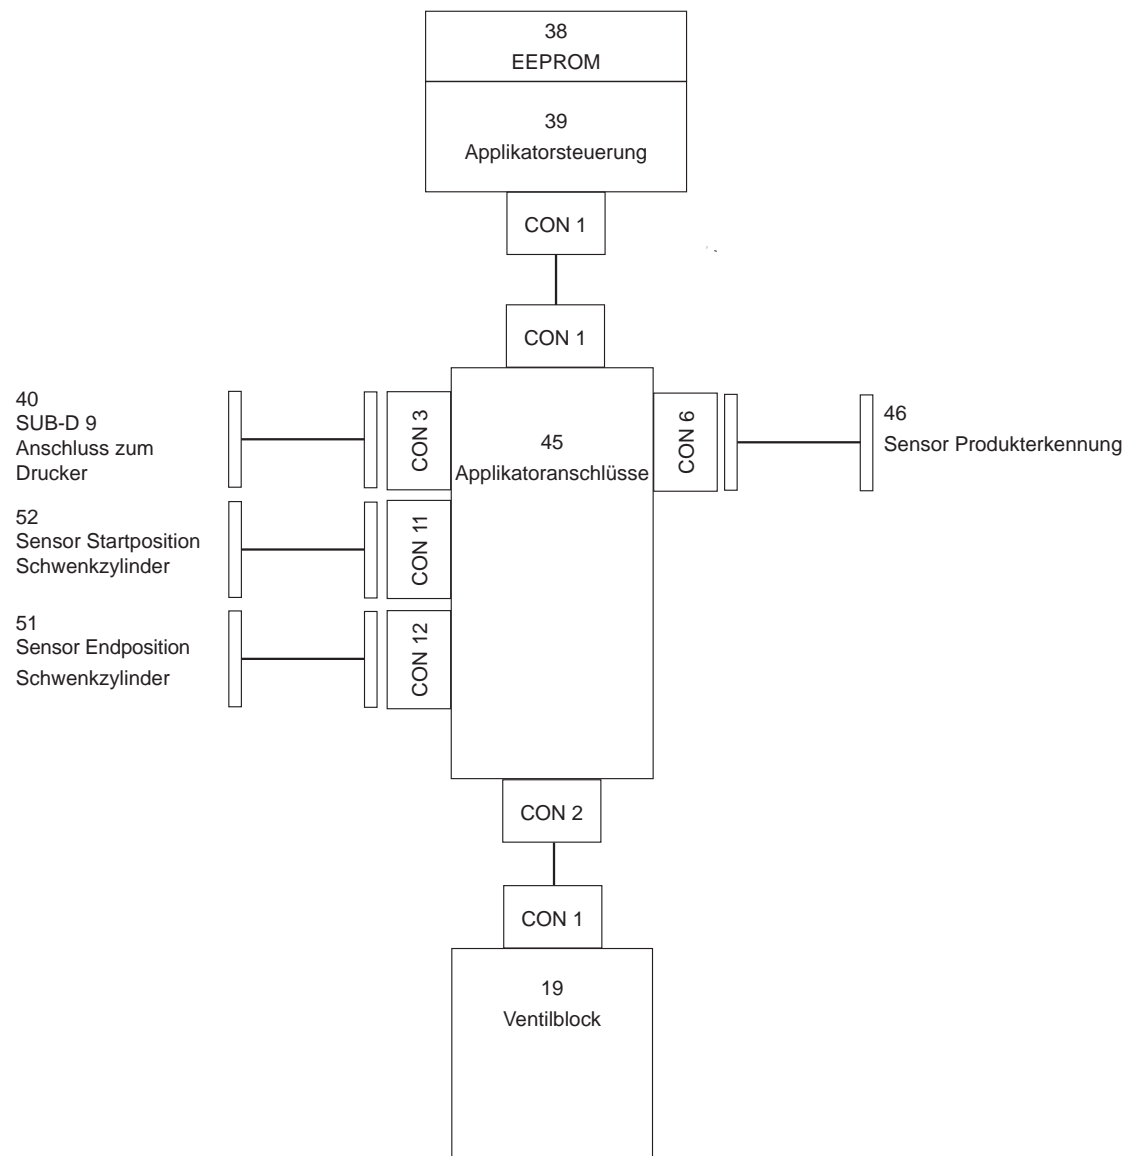 38
EEPROM
39
Applikatorsteuerung
CON 1
CON 1
40
SUB-D 9
Anschluss zum
Drucker
CON 3
45
Applikatoranschlüsse
CON 6
46
Sensor Produkterkennung
52
Sensor Startposition
Schwenkzylinder
CON 11
51
Sensor Endposition
Schwenkzylinder
CON 12
CON 2
CON 1
19
Ventilblock